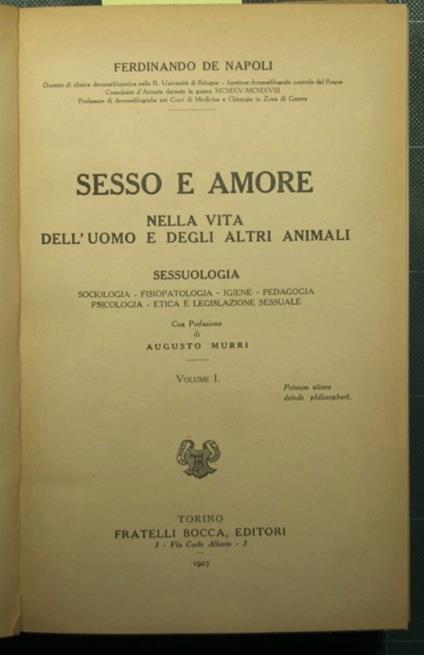 FERDINANDO DE NAPOLI
Docente di clinica dermosifilopatica nella R. Università di Bologna - Ispettore dermosifilografo centrale del Regno
Consulente d'Armata durante la guerra MCMXV-MCMXVIII
Professore di dermosifilografia nei Corsi di Medicina e Chirurgia in Zona di Guerra
SESSO E AMORE
NELLA VITA
DELL'UOMO E DEGLI ALTRI ANIMALI
SESSUOLOGIA
SOCIOLOGIA - FISIOPATOLOGIA - IGIENE - PEDAGOGIA
PSICOLOGIA - ETICA E LEGISLAZIONE SESSUALE
Con Prefazione
di
AUGUSTO MURRI
VOLUME I.
Primum vivere
deinde philosophari.
TORINO
FRATELLI BOCCA, EDITORI
3 - Via Carlo Alberto - 3
1927